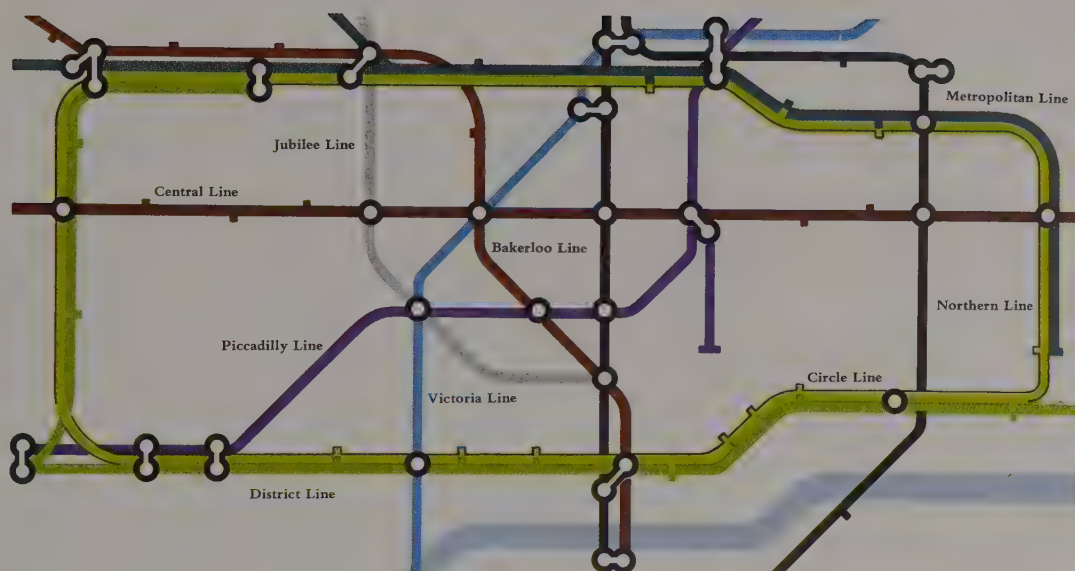 Metropolitan Line
Jubilee Line
Central Line
Bakerloo Line
Northern Line
Piccadilly Line
Circle Line
Victoria Line
District Line